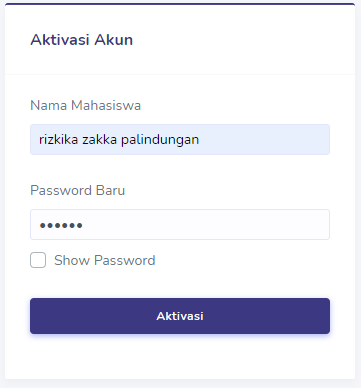 Aktivasi Akun
Nama Mahasiswa
rizkika zakka palindungan
Password Baru
••••••
Show Password
Aktivasi